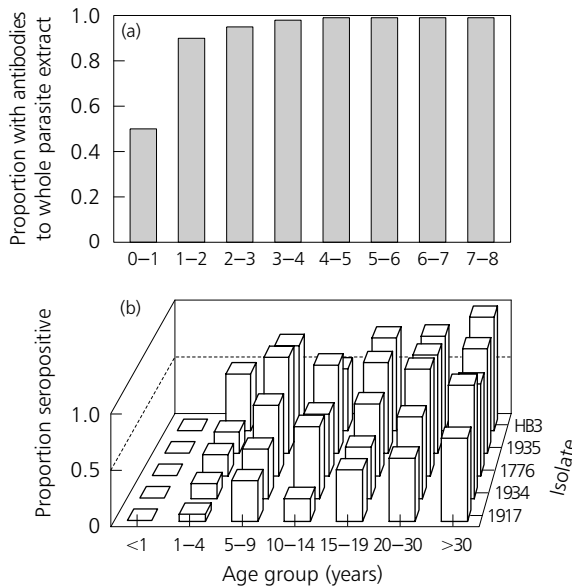 Proportion with antibodies
to whole parasite extract
(a)
1.0
0.8
0.6
0.4
0.2
0
0–1 1–2 2–3 3–4 4–5 5–6 6–7 7–8
(b)
Proportion seropositive
1.0
0.5
0
HB3
1935
1776
1934
1917
Isolate
<1 1–4 5–9 10–14 15–19 20–30 >30
Age group (years)